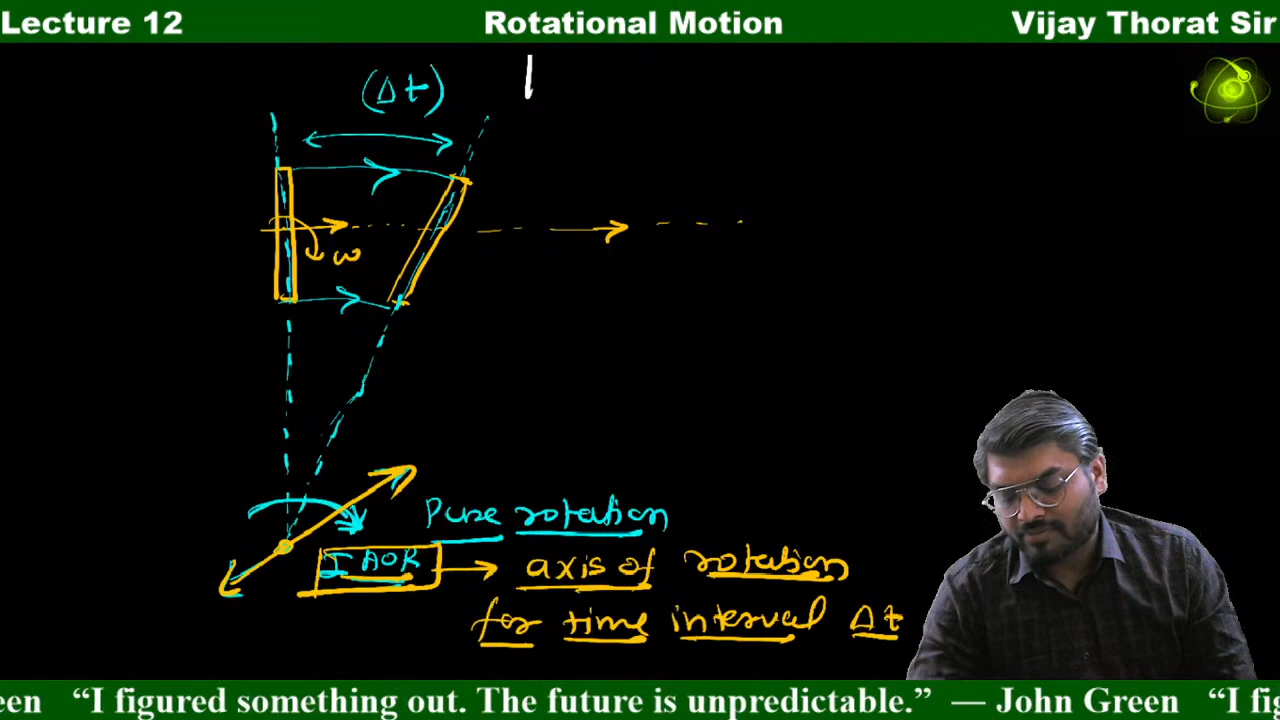 Lecture 12
Rotational Motion
Vijay Thorat Sir
(Δt)
ω
Pure rotation
IAOR → axis of rotation
for time interval Δt
een “I figured something out. The future is unpredictable.” — John Green “I fig